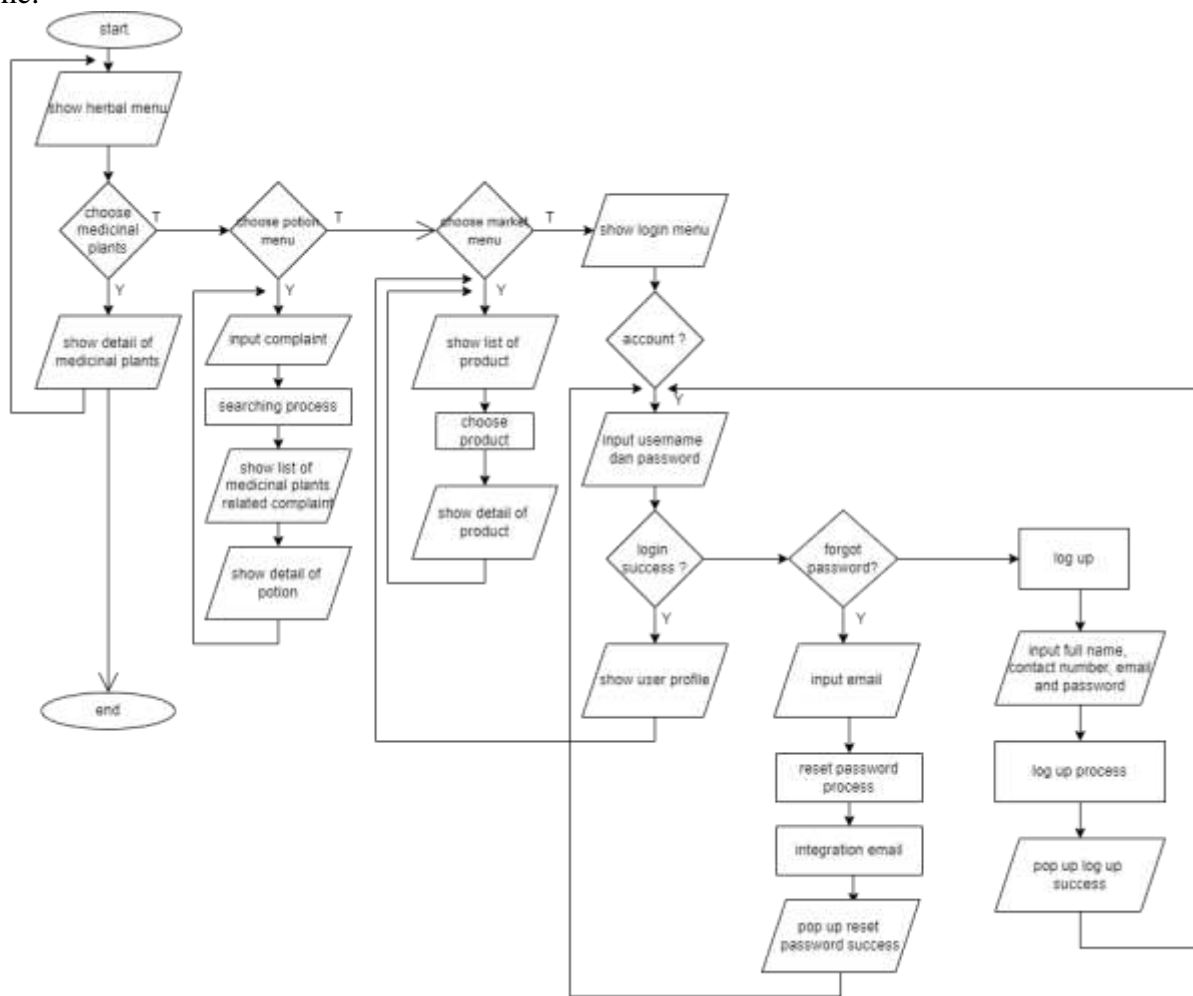 start
show herbal menu
choose
medicinal
plants
T
choose potion
menu
T
choose market
menu
T
show login menu
Y
Y
Y
account ?
show detail of
medicinal plants
input complaint
show list of
product
Y
searching process
choose
product
input username
dan password
show list of
medicinal plants
related complaint
show detail of
product
login
success ?
forgot
password?
log up
show detail of
potion
Y
Y
input full name,
contact number, email
and password
show user profile
input email
end
reset password
process
log up process
integration email
pop up log up
success
pop up reset
password success